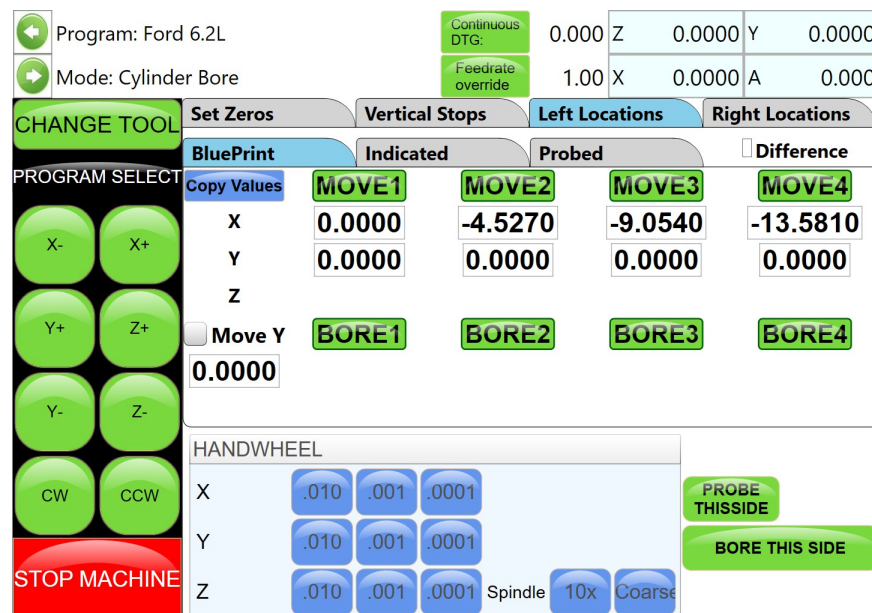 Program: Ford 6.2L
Continuous DTG: 0.000 Z 0.0000 Y 0.0000
Mode: Cylinder Bore
Feedrate override 1.00 X 0.0000 A 0.000
CHANGE TOOL
Set Zeros Vertical Stops Left Locations Right Locations
BluePrint Indicated Probed Difference
PROGRAM SELECT
Copy Values MOVE1 MOVE2 MOVE3 MOVE4
X 0.0000 -4.5270 -9.0540 -13.5810
Y 0.0000 0.0000 0.0000 0.0000
Z
X- X+
Y+ Z+
Y- Z-
CW CCW
STOP MACHINE
Move Y BORE1 BORE2 BORE3 BORE4
0.0000
HANDWHEEL
X .010 .001 .0001
Y .010 .001 .0001
Z .010 .001 .0001 Spindle 10x Coarse
PROBE
THISSIDE
BORE THIS SIDE